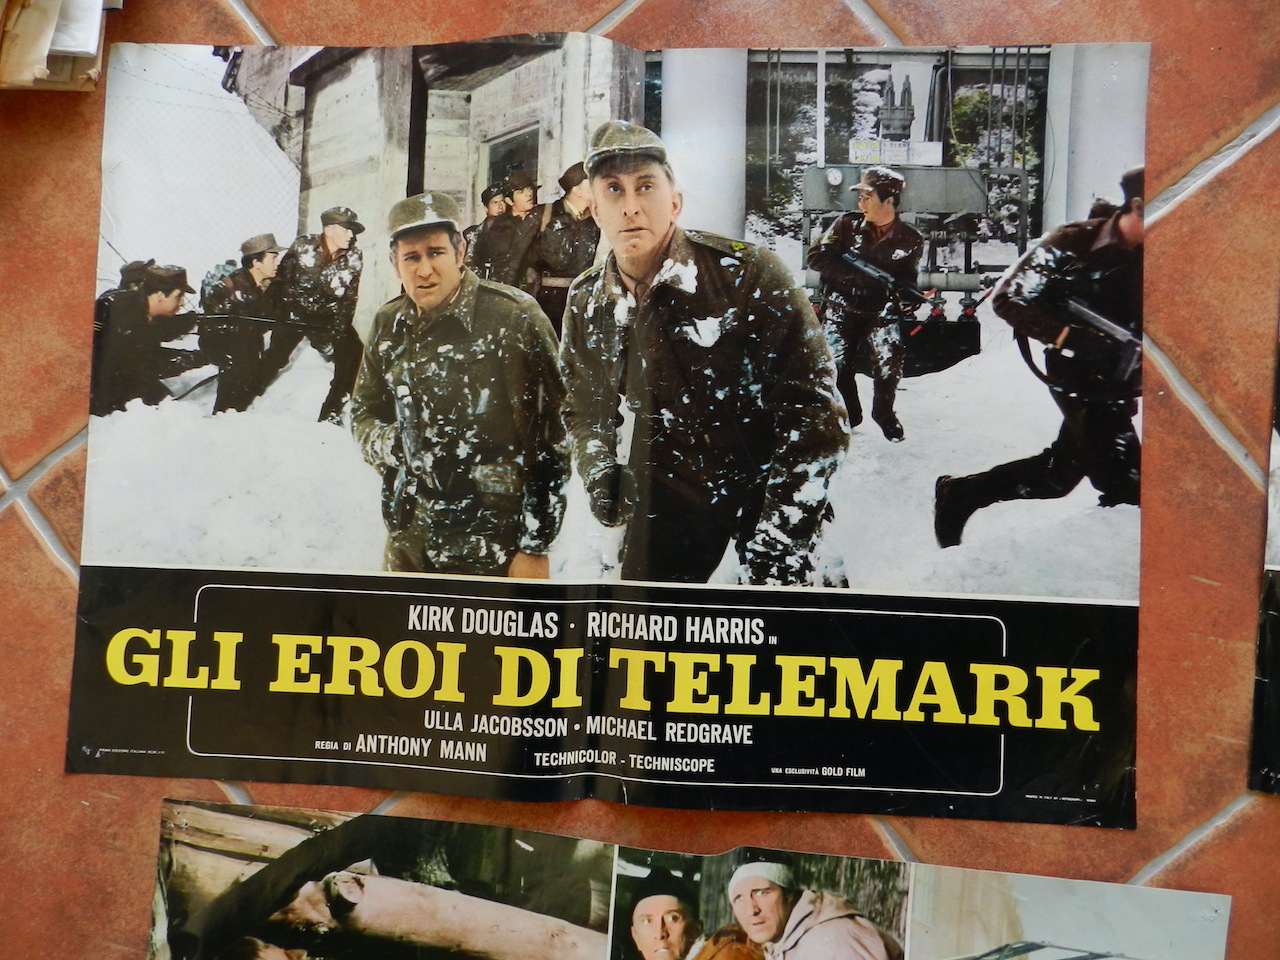 KIRK DOUGLAS · RICHARD HARRIS IN
GLI EROI DI TELEMARK
ULLA JACOBSSON · MICHAEL REDGRAVE
REGIA DI ANTHONY MANN
TECHNICOLOR - TECHNISCOPE
UNA ESCLUSIVITÀ GOLD FILM